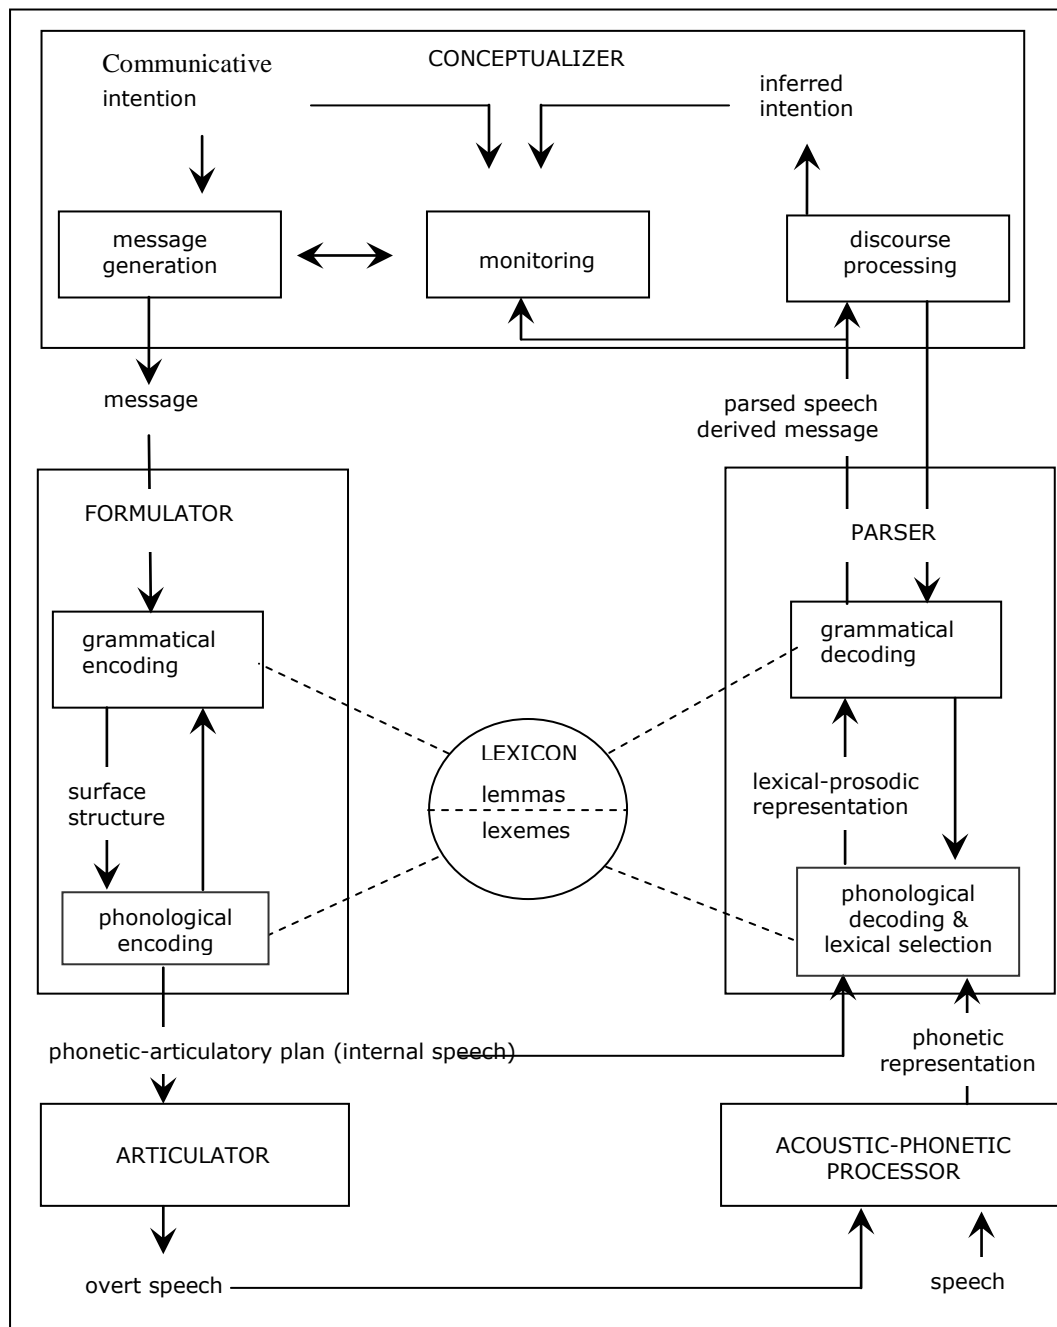 Communicative
intention
CONCEPTUALIZER
inferred
intention
message
generation
monitoring
discourse
processing
message
parsed speech
derived message
FORMULATOR
PARSER
grammatical
encoding
grammatical
decoding
LEXICON
lemmas
lexemes
surface
structure
lexical-prosodic
representation
phonological
encoding
phonological
decoding &
lexical selection
phonetic-articulatory plan (internal speech)
phonetic
representation
ARTICULATOR
ACOUSTIC-PHONETIC
PROCESSOR
overt speech
speech